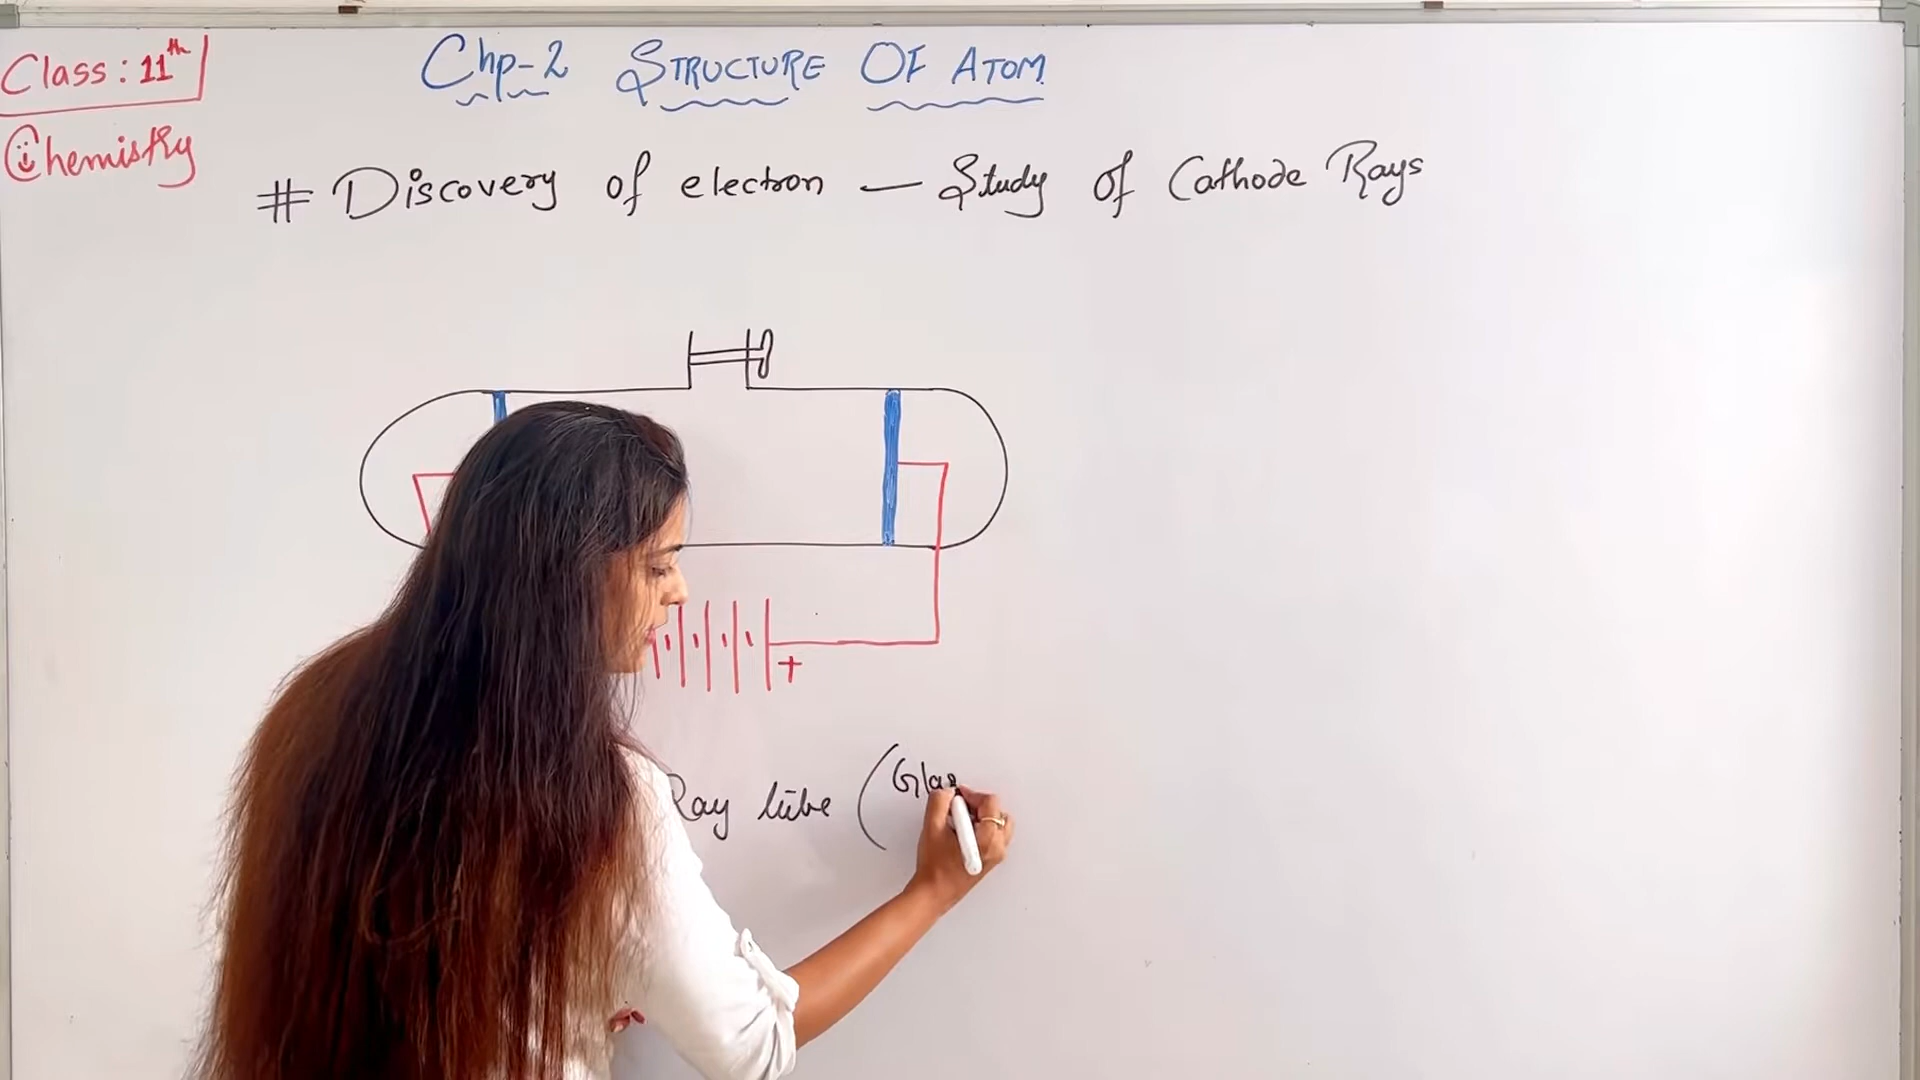 Class: 11th
Chemistry
Chp-2 STRUCTURE OF ATOM
# Discovery of electron — Study of Cathode Rays
+
Ray tube (Glas